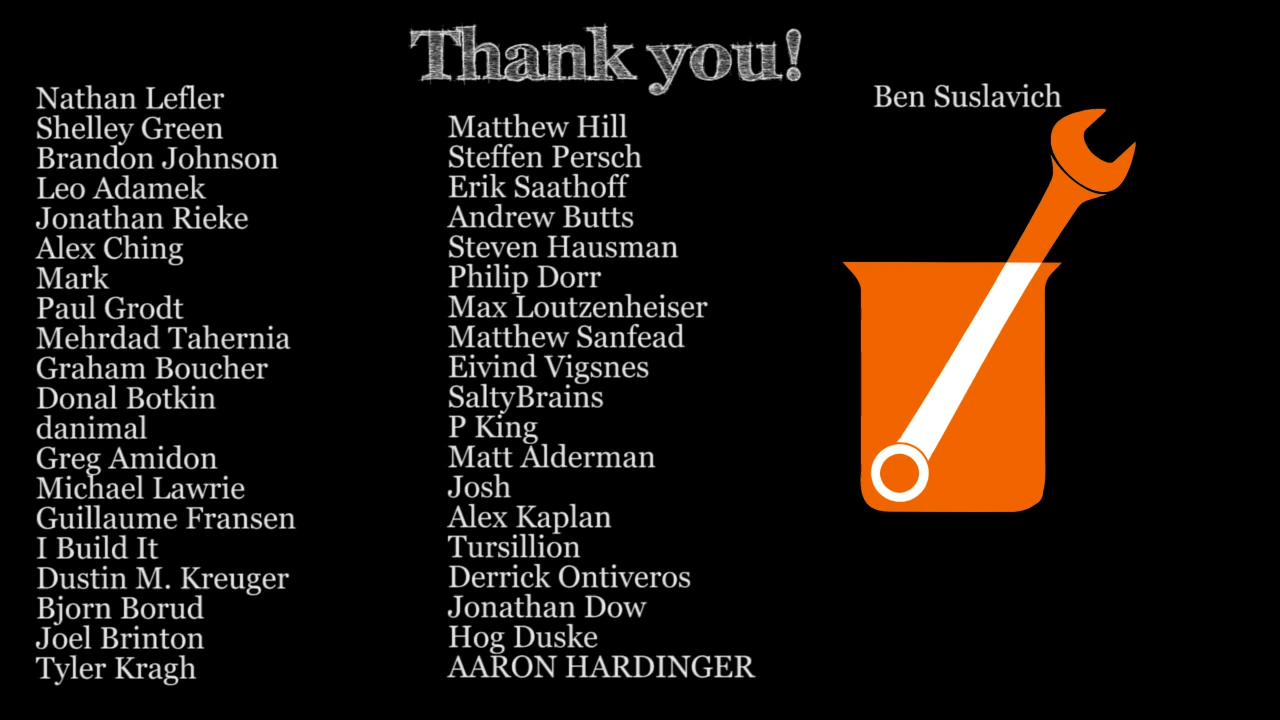 Thank you!
Nathan Lefler
Shelley Green
Brandon Johnson
Leo Adamek
Jonathan Rieke
Alex Ching
Mark
Paul Grodt
Mehrdad Tahernia
Graham Boucher
Donal Botkin
danimal
Greg Amidon
Michael Lawrie
Guillaume Fransen
I Build It
Dustin M. Kreuger
Bjorn Borud
Joel Brinton
Tyler Kragh
Matthew Hill
Steffen Persch
Erik Saathoff
Andrew Butts
Steven Hausman
Philip Dorr
Max Loutzenheiser
Matthew Sanfead
Eivind Vigsnes
SaltyBrains
P King
Matt Alderman
Josh
Alex Kaplan
Tursillion
Derrick Ontiveros
Jonathan Dow
Hog Duske
AARON HARDINGER
Ben Suslavich